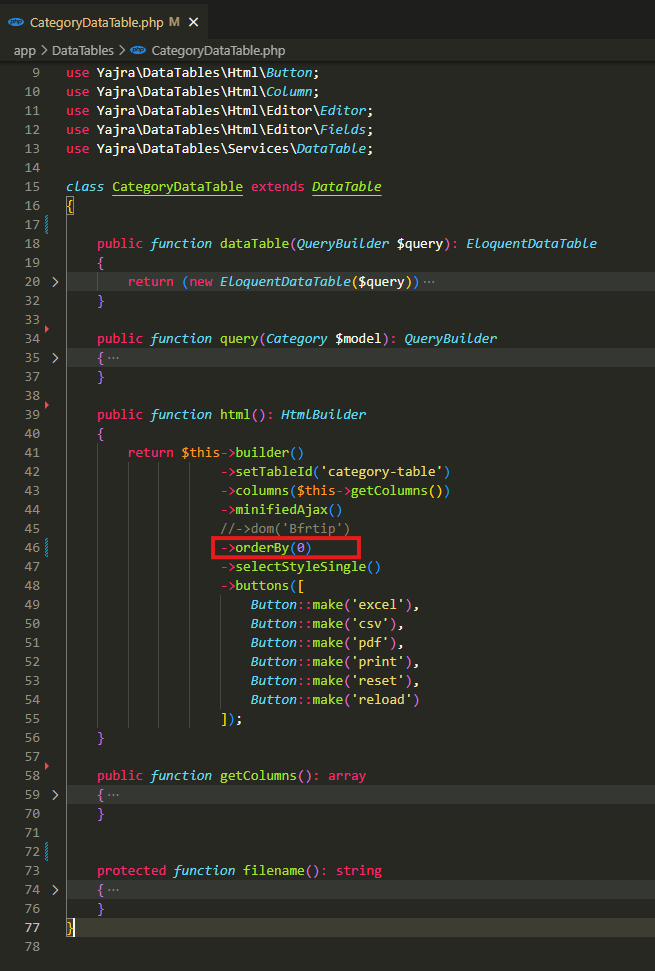 php CategoryDataTable.php M ×
app > DataTables > php CategoryDataTable.php
9 use Yajra\DataTables\Html\Button;
10 use Yajra\DataTables\Html\Column;
11 use Yajra\DataTables\Html\Editor\Editor;
12 use Yajra\DataTables\Html\Editor\Fields;
13 use Yajra\DataTables\Services\DataTable;
14
15 class CategoryDataTable extends DataTable
16 {
17
18     public function dataTable(QueryBuilder $query): EloquentDataTable
19     {
20 >         return (new EloquentDataTable($query)) ⋯
32     }
33
34     public function query(Category $model): QueryBuilder
35 >     { ⋯
37     }
38
39     public function html(): HtmlBuilder
40     {
41         return $this->builder()
42                     ->setTableId('category-table')
43                     ->columns($this->getColumns())
44                     ->minifiedAjax()
45                     //->dom('Bfrtip')
46                     ->orderBy(0)
47                     ->selectStyleSingle()
48                     ->buttons([
49                         Button::make('excel'),
50                         Button::make('csv'),
51                         Button::make('pdf'),
52                         Button::make('print'),
53                         Button::make('reset'),
54                         Button::make('reload')
55                     ]);
56     }
57
58     public function getColumns(): array
59 >     { ⋯
70     }
71
72
73     protected function filename(): string
74 >     { ⋯
76     }
77 }
78